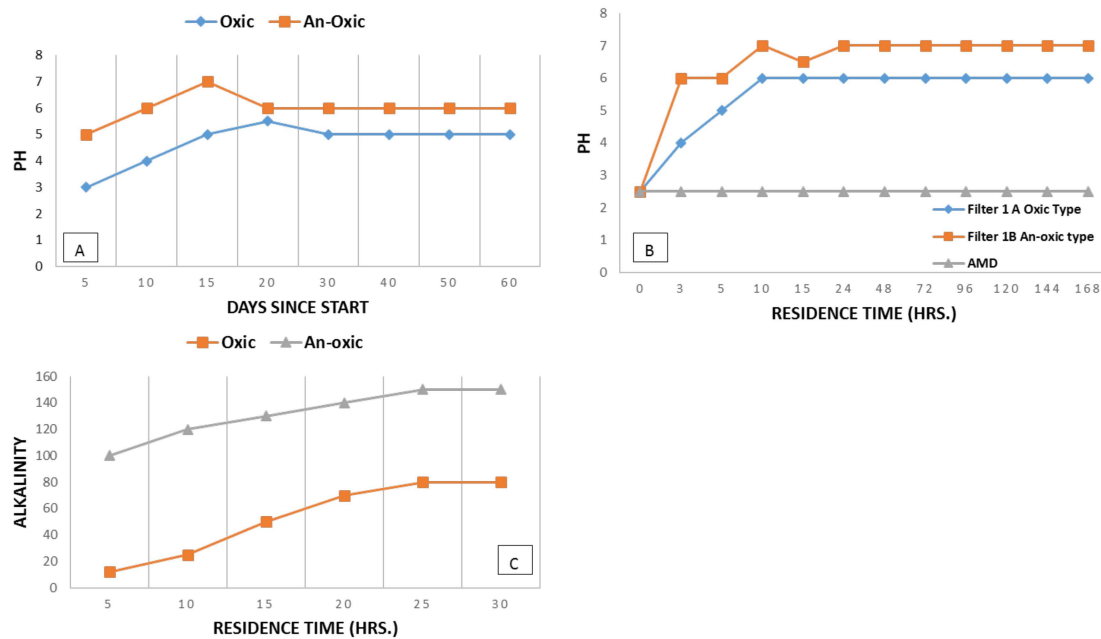 Oxic An-Oxic
8
7
6
5
4
3
2
1
0
PH
A
5 10 15 20 30 40 50 60
DAYS SINCE START
8
7
6
5
4
3
2
1
0
PH
B
Filter 1 A Oxic Type
Filter 1B An-oxic type
AMD
0 3 5 10 15 24 48 72 96 120 144 168
RESIDENCE TIME (HRS.)
Oxic An-oxic
160
140
120
100
80
60
40
20
0
ALKALINITY
C
5 10 15 20 25 30
RESIDENCE TIME (HRS.)